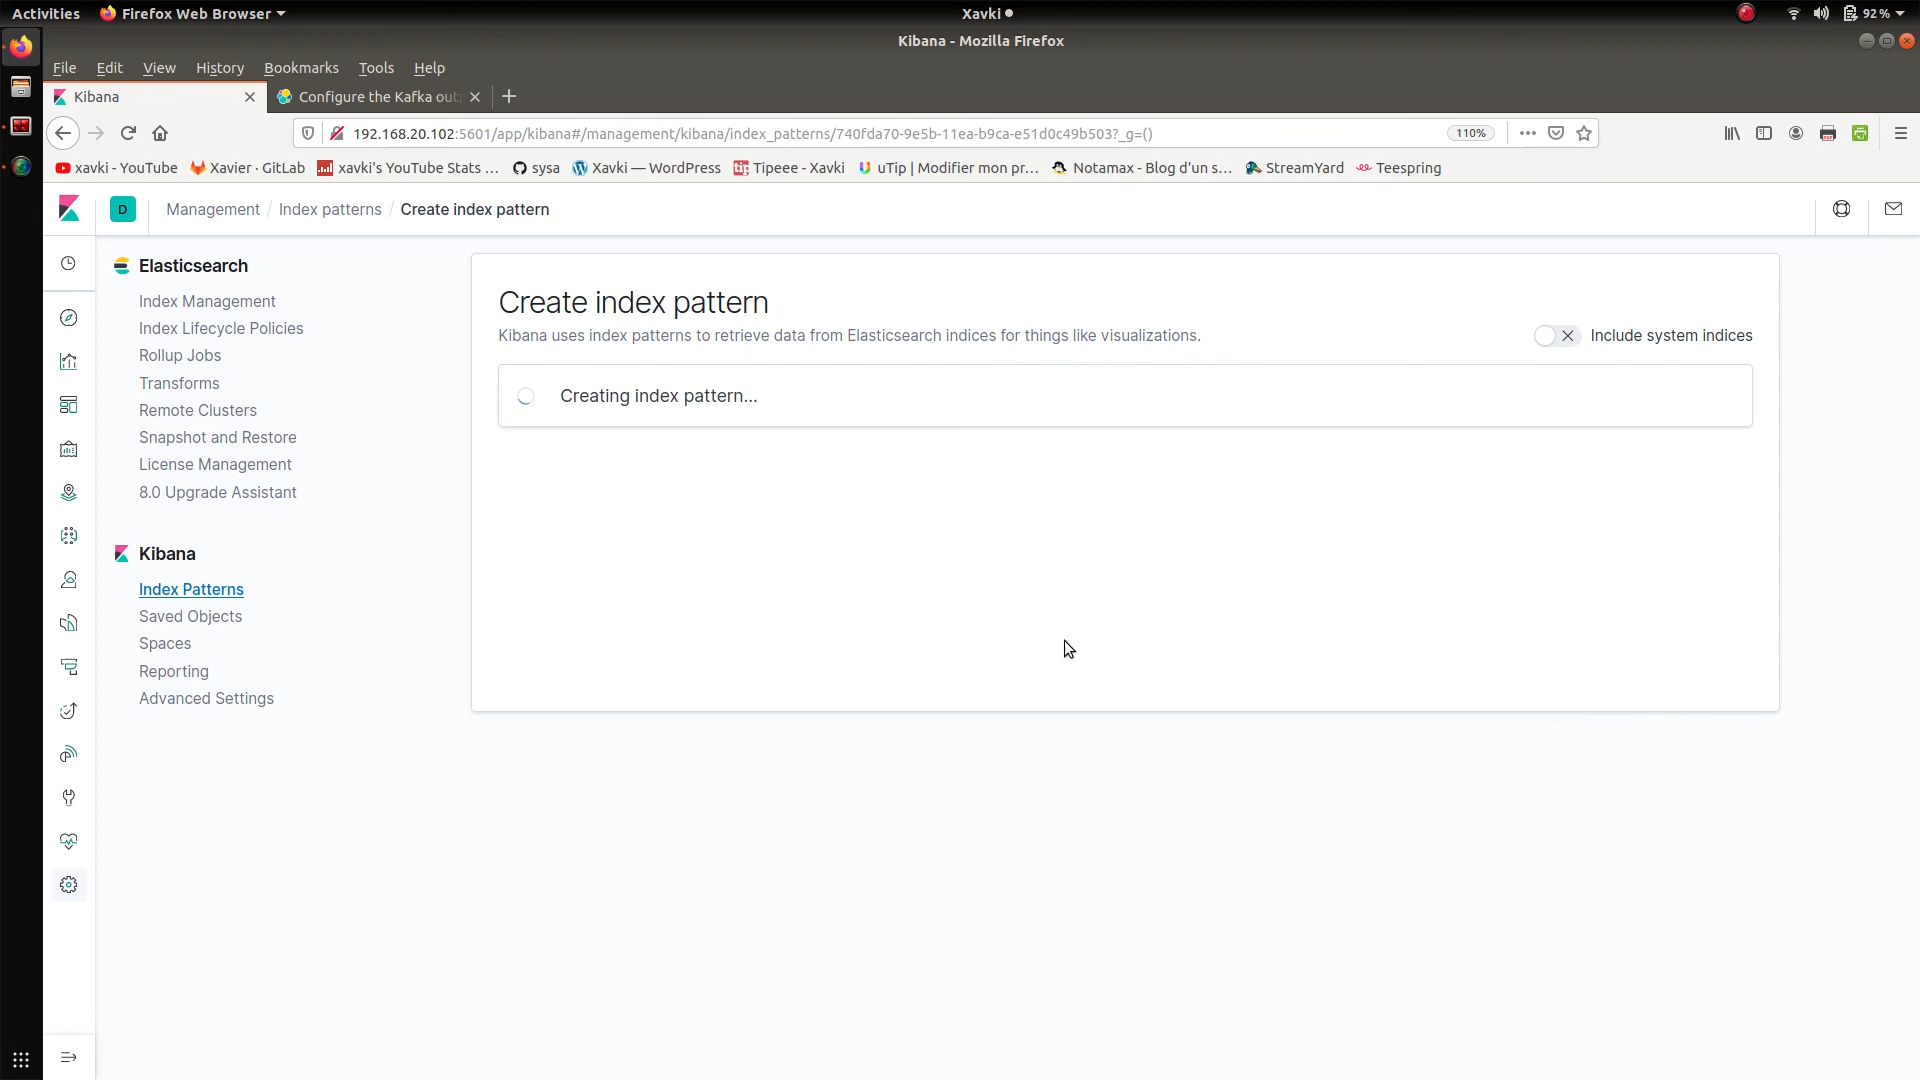 Activities Firefox Web Browser Xavki 92 %
Kibana - Mozilla Firefox
File Edit View History Bookmarks Tools Help
Kibana Configure the Kafka out
192.168.20.102:5601/app/kibana#/management/kibana/index_patterns/740fda70-9e5b-11ea-b9ca-e51d0c49b503?_g=() 110%
xavki - YouTube Xavier · GitLab xavki's YouTube Stats ... sysa Xavki — WordPress Tipeee - Xavki uTip | Modifier mon pr... Notamax - Blog d'un s... StreamYard Teespring
D Management / Index patterns / Create index pattern
Elasticsearch
Index Management
Index Lifecycle Policies
Rollup Jobs
Transforms
Remote Clusters
Snapshot and Restore
License Management
8.0 Upgrade Assistant
Kibana
Index Patterns
Saved Objects
Spaces
Reporting
Advanced Settings
Create index pattern
Kibana uses index patterns to retrieve data from Elasticsearch indices for things like visualizations.
Include system indices
Creating index pattern...